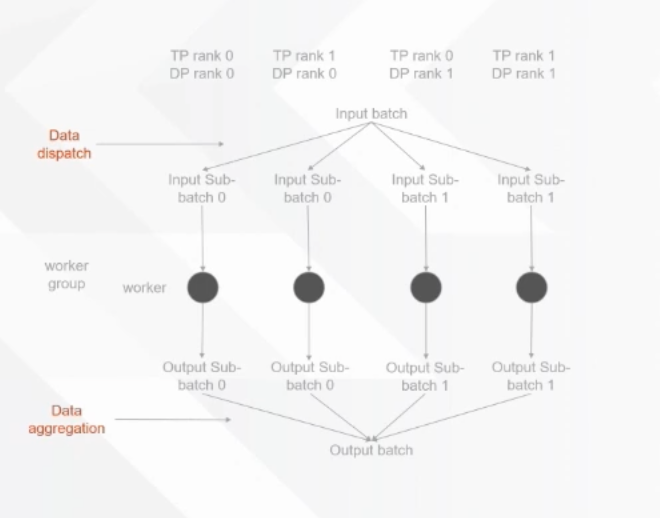 TP rank 0
DP rank 0
TP rank 1
DP rank 0
TP rank 0
DP rank 1
TP rank 1
DP rank 1
Input batch
Data
dispatch
Input Sub-
batch 0
Input Sub-
batch 0
Input Sub-
batch 1
Input Sub-
batch 1
worker
group
worker
Output Sub-
batch 0
Output Sub-
batch 0
Output Sub-
batch 1
Output Sub-
batch 1
Data
aggregation
Output batch